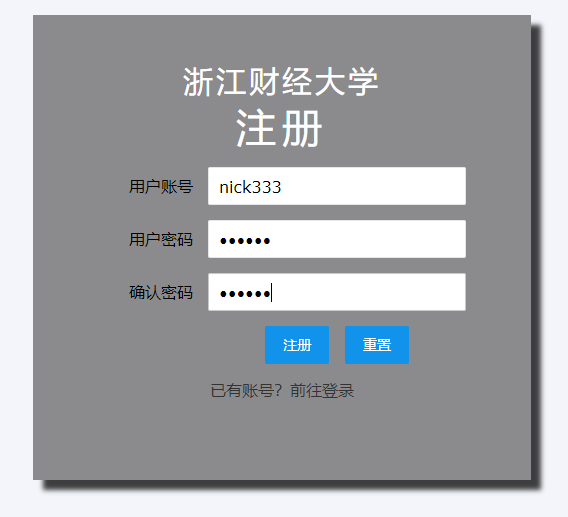 浙江财经大学
注册
用户账号 nick333
用户密码 ••••••
确认密码 ••••••
注册 重置
已有账号？前往登录